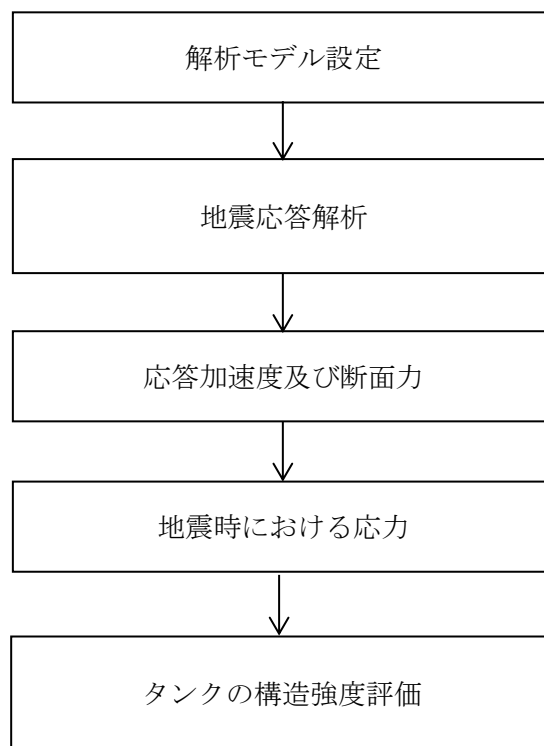 解析モデル設定
地震応答解析
応答加速度及び断面力
地震時における応力
タンクの構造強度評価